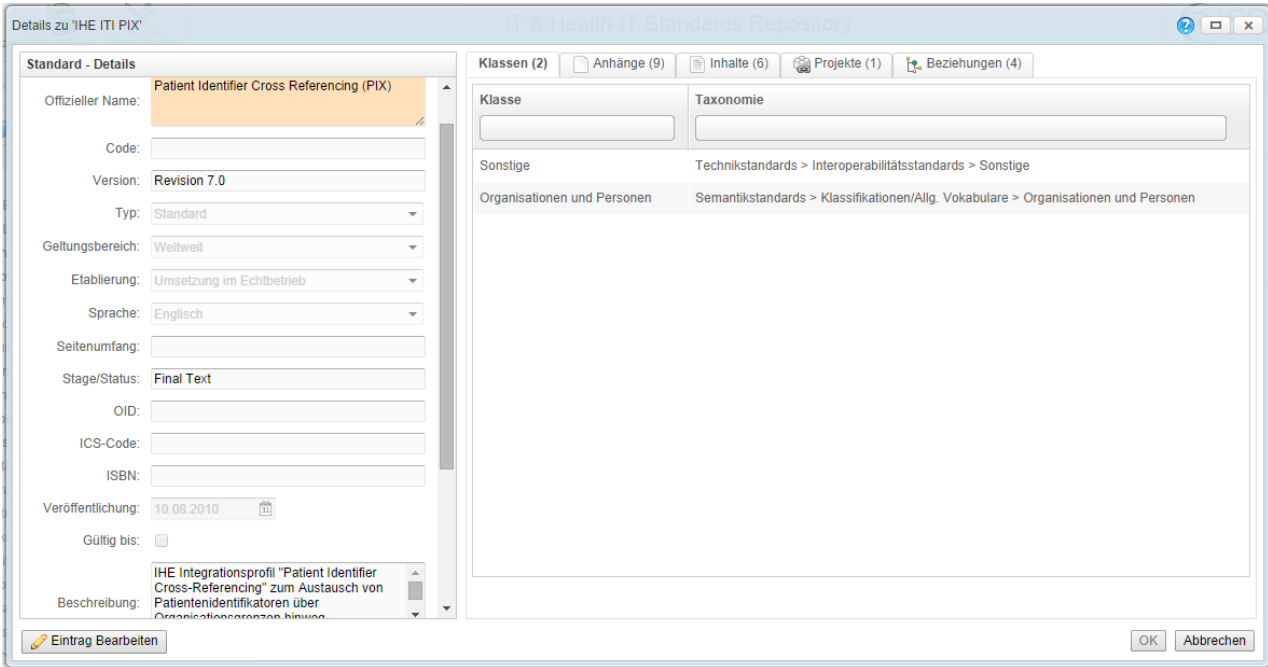 Details zu 'IHE ITI PIX'
IT & Health-IT Standards Repository
Standard - Details
Offizieller Name:
Patient Identifier Cross Referencing (PIX)
Code:
Version:
Revision 7.0
Typ:
Standard
Geltungsbereich:
Weltweit
Etablierung:
Umsetzung im Echtbetrieb
Sprache:
Englisch
Seitenumfang:
Stage/Status:
Final Text
OID:
ICS-Code:
ISBN:
Veröffentlichung:
10.08.2010
31
Gültig bis:
Beschreibung:
IHE Integrationsprofil "Patient Identifier
Cross-Referencing" zum Austausch von
Patientenidentifikatoren über
Organisationsgrenzen hinweg
Eintrag Bearbeiten
Klassen (2)
Anhänge (9)
Inhalte (6)
Projekte (1)
Beziehungen (4)
Klasse
Taxonomie
Sonstige
Technikstandards > Interoperabilitätsstandards > Sonstige
Organisationen und Personen
Semantikstandards > Klassifikationen/Allg. Vokabulare > Organisationen und Personen
OK
Abbrechen